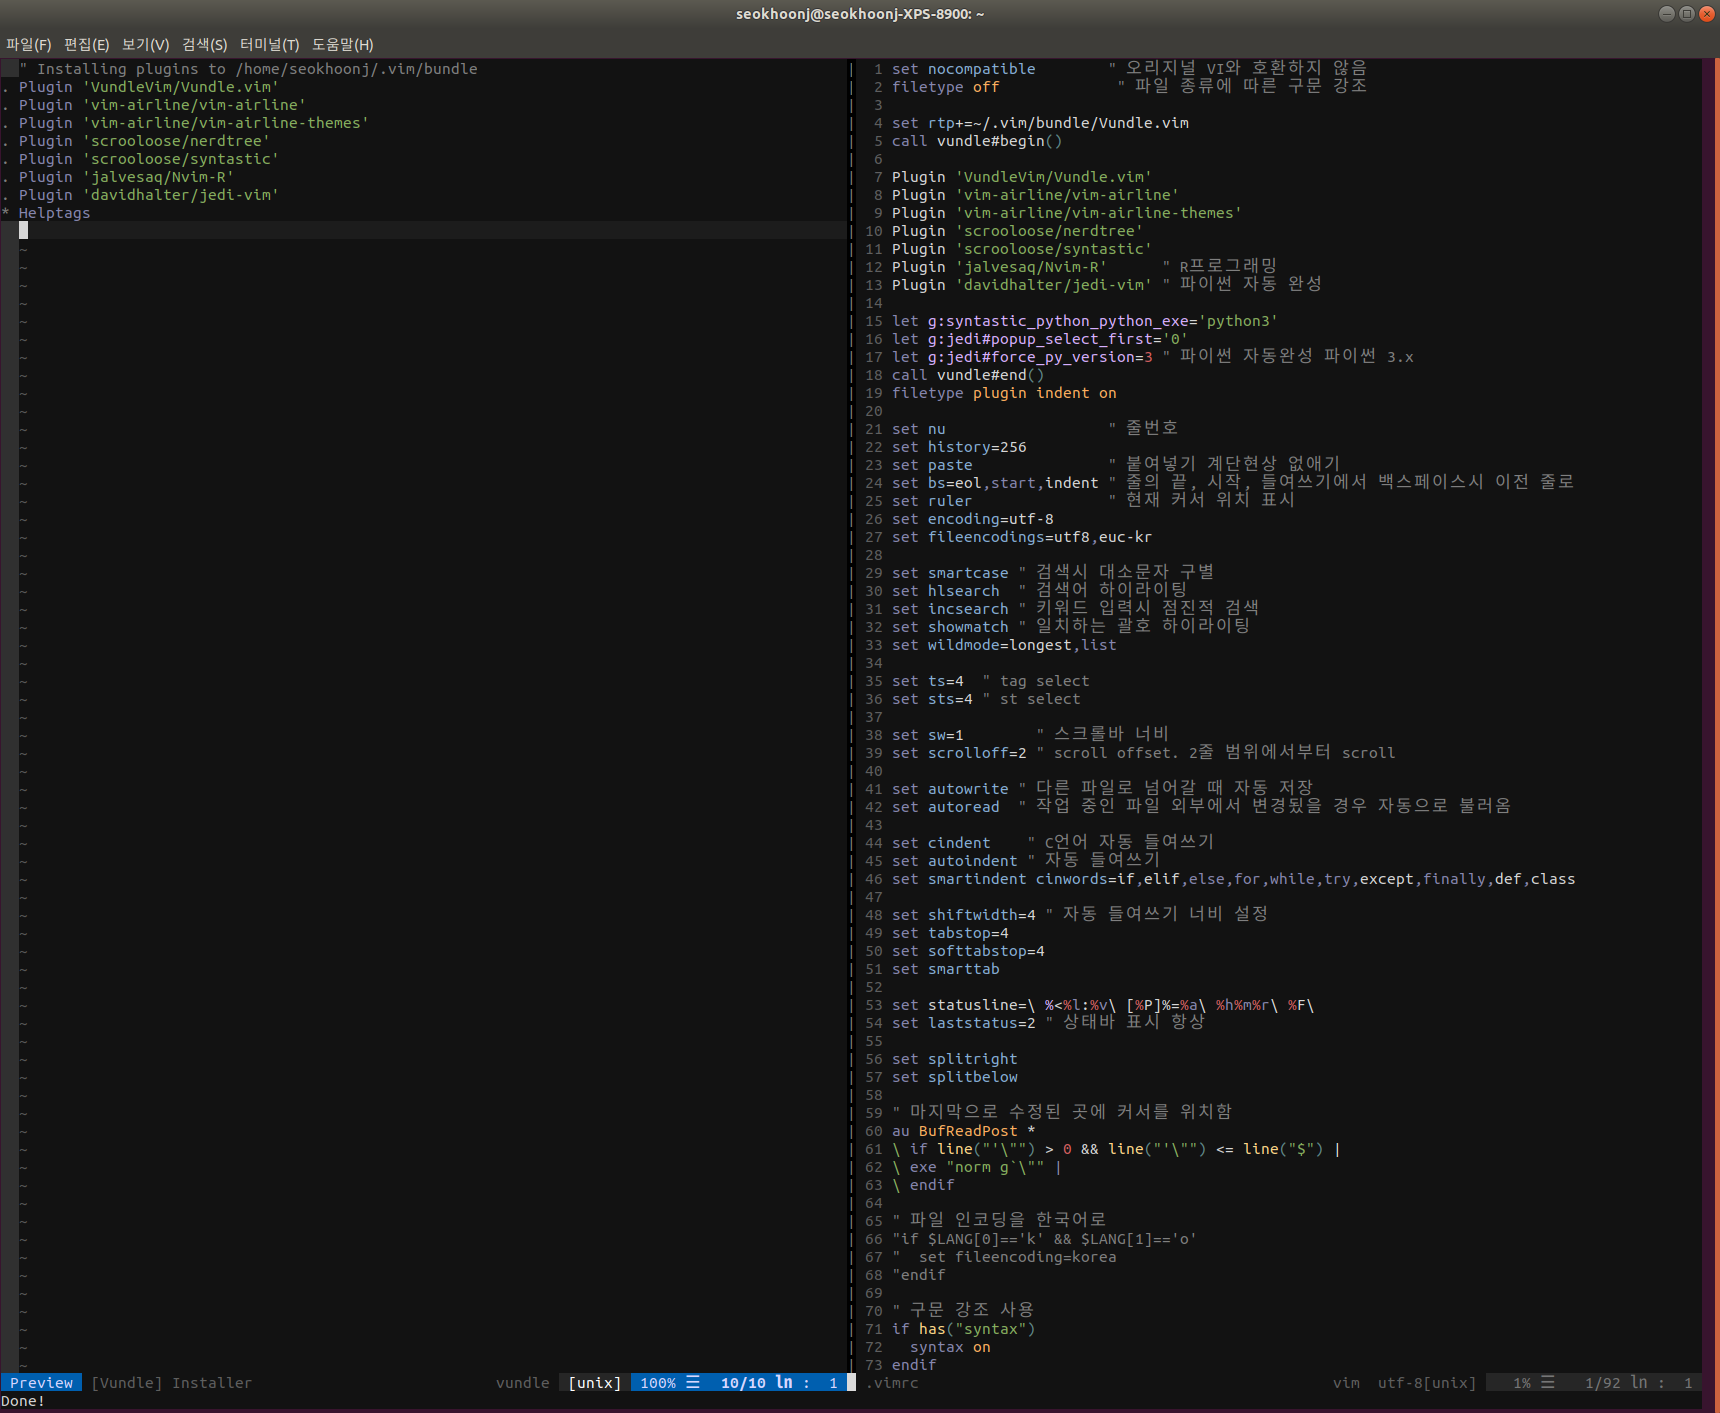 seokhoonj@seokhoonj-XPS-8900: ~
파일(F) 편집(E) 보기(V) 검색(S) 터미널(T) 도움말(H)
" Installing plugins to /home/seokhoonj/.vim/bundle
. Plugin 'VundleVim/Vundle.vim'
. Plugin 'vim-airline/vim-airline'
. Plugin 'vim-airline/vim-airline-themes'
. Plugin 'scrooloose/nerdtree'
. Plugin 'scrooloose/syntastic'
. Plugin 'jalvesaq/Nvim-R'
. Plugin 'davidhalter/jedi-vim'
* Helptags
1 set nocompatible        " 오리지널 VI와 호환하지 않음
2 filetype off             " 파일 종류에 따른 구문 강조
3
4 set rtp+=~/.vim/bundle/Vundle.vim
5 call vundle#begin()
6
7 Plugin 'VundleVim/Vundle.vim'
8 Plugin 'vim-airline/vim-airline'
9 Plugin 'vim-airline/vim-airline-themes'
10 Plugin 'scrooloose/nerdtree'
11 Plugin 'scrooloose/syntastic'
12 Plugin 'jalvesaq/Nvim-R'      " R프로그래밍
13 Plugin 'davidhalter/jedi-vim' " 파이썬 자동 완성
14
15 let g:syntastic_python_python_exe='python3'
16 let g:jedi#popup_select_first='0'
17 let g:jedi#force_py_version=3 " 파이썬 자동완성 파이썬 3.x
18 call vundle#end()
19 filetype plugin indent on
20
21 set nu                  " 줄번호
22 set history=256
23 set paste               " 붙여넣기 계단현상 없애기
24 set bs=eol,start,indent " 줄의 끝, 시작, 들여쓰기에서 백스페이스시 이전 줄로
25 set ruler               " 현재 커서 위치 표시
26 set encoding=utf-8
27 set fileencodings=utf8,euc-kr
28
29 set smartcase " 검색시 대소문자 구별
30 set hlsearch  " 검색어 하이라이팅
31 set incsearch " 키워드 입력시 점진적 검색
32 set showmatch " 일치하는 괄호 하이라이팅
33 set wildmode=longest,list
34
35 set ts=4  " tag select
36 set sts=4 " st select
37
38 set sw=1        " 스크롤바 너비
39 set scrolloff=2 " scroll offset. 2줄 범위에서부터 scroll
40
41 set autowrite " 다른 파일로 넘어갈 때 자동 저장
42 set autoread  " 작업 중인 파일 외부에서 변경됬을 경우 자동으로 불러옴
43
44 set cindent    " C언어 자동 들여쓰기
45 set autoindent " 자동 들여쓰기
46 set smartindent cinwords=if,elif,else,for,while,try,except,finally,def,class
47
48 set shiftwidth=4 " 자동 들여쓰기 너비 설정
49 set tabstop=4
50 set softtabstop=4
51 set smarttab
52
53 set statusline=\ %<%l:%v\ [%P]%=%a\ %h%m%r\ %F\
54 set laststatus=2 " 상태바 표시 항상
55
56 set splitright
57 set splitbelow
58
59 " 마지막으로 수정된 곳에 커서를 위치함
60 au BufReadPost *
61 \ if line("'\"") > 0 && line("'\"") <= line("$") |
62 \ exe "norm g`\"" |
63 \ endif
64
65 " 파일 인코딩을 한국어로
66 "if $LANG[0]=='k' && $LANG[1]=='o'
67 "  set fileencoding=korea
68 "endif
69
70 " 구문 강조 사용
71 if has("syntax")
72   syntax on
73 endif
Preview [Vundle] Installer vundle [unix] 100% ☰ 10/10 ln : 1
.vimrc vim utf-8[unix] 1% ☰ 1/92 ln : 1
Done!